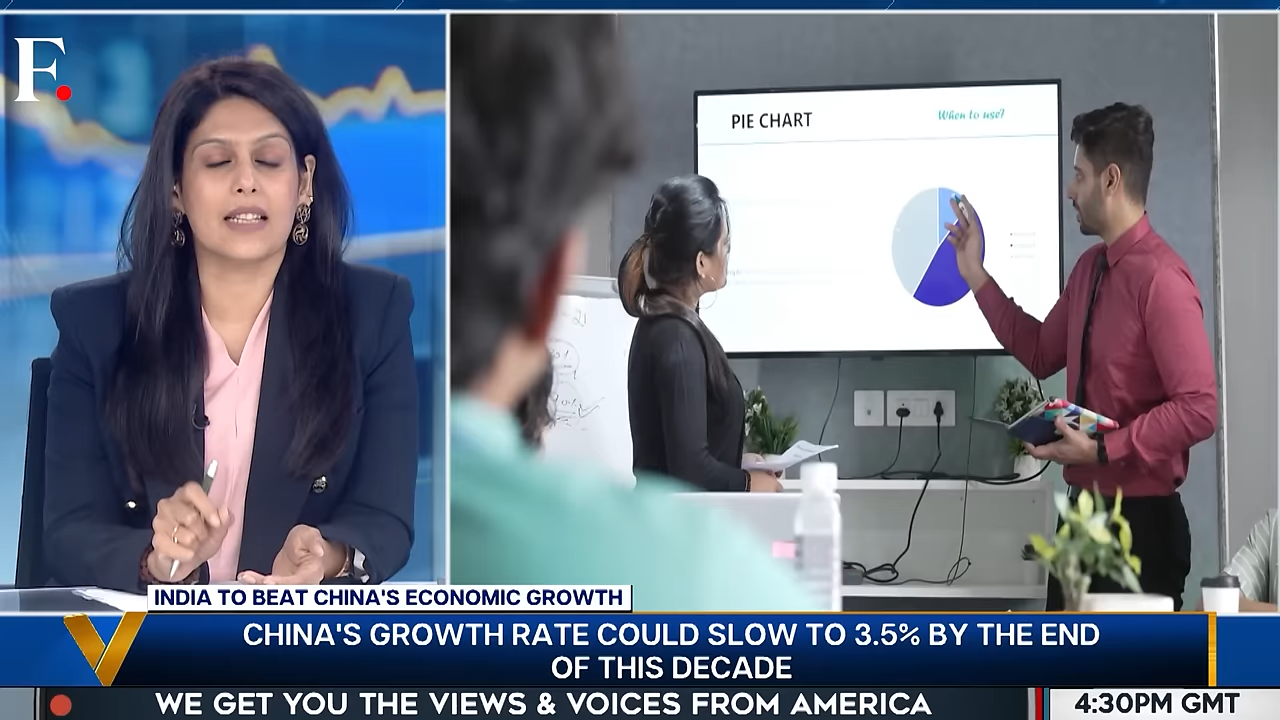 F.
PIE CHART
When to use?
INDIA TO BEAT CHINA'S ECONOMIC GROWTH
CHINA'S GROWTH RATE COULD SLOW TO 3.5% BY THE END
OF THIS DECADE
WE GET YOU THE VIEWS & VOICES FROM AMERICA
4:30PM GMT